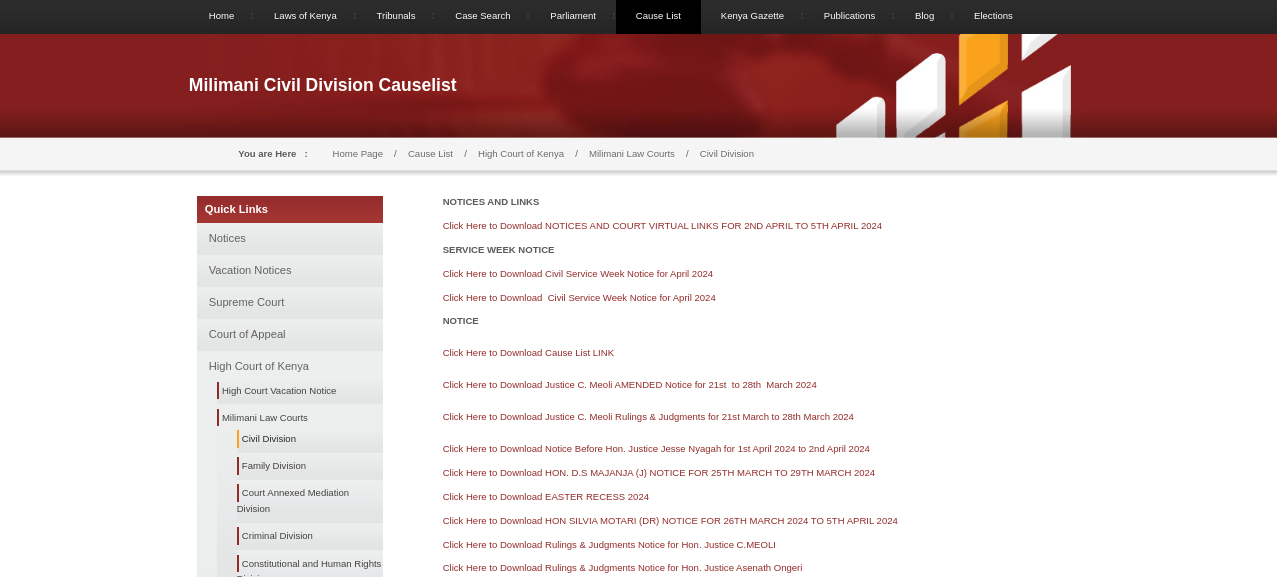 Home : Laws of Kenya : Tribunals : Case Search : Parliament : Cause List Kenya Gazette : Publications : Blog : Elections
Milimani Civil Division Causelist
You are Here : Home Page / Cause List / High Court of Kenya / Milimani Law Courts / Civil Division
Quick Links
Notices
Vacation Notices
Supreme Court
Court of Appeal
High Court of Kenya
High Court Vacation Notice
Milimani Law Courts
Civil Division
Family Division
Court Annexed Mediation
Division
Criminal Division
Constitutional and Human Rights
NOTICES AND LINKS
Click Here to Download NOTICES AND COURT VIRTUAL LINKS FOR 2ND APRIL TO 5TH APRIL 2024
SERVICE WEEK NOTICE
Click Here to Download Civil Service Week Notice for April 2024
Click Here to Download  Civil Service Week Notice for April 2024
NOTICE
Click Here to Download Cause List LINK
Click Here to Download Justice C. Meoli AMENDED Notice for 21st  to 28th  March 2024
Click Here to Download Justice C. Meoli Rulings & Judgments for 21st March to 28th March 2024
Click Here to Download Notice Before Hon. Justice Jesse Nyagah for 1st April 2024 to 2nd April 2024
Click Here to Download HON. D.S MAJANJA (J) NOTICE FOR 25TH MARCH TO 29TH MARCH 2024
Click Here to Download EASTER RECESS 2024
Click Here to Download HON SILVIA MOTARI (DR) NOTICE FOR 26TH MARCH 2024 TO 5TH APRIL 2024
Click Here to Download Rulings & Judgments Notice for Hon. Justice C.MEOLI
Click Here to Download Rulings & Judgments Notice for Hon. Justice Asenath Ongeri